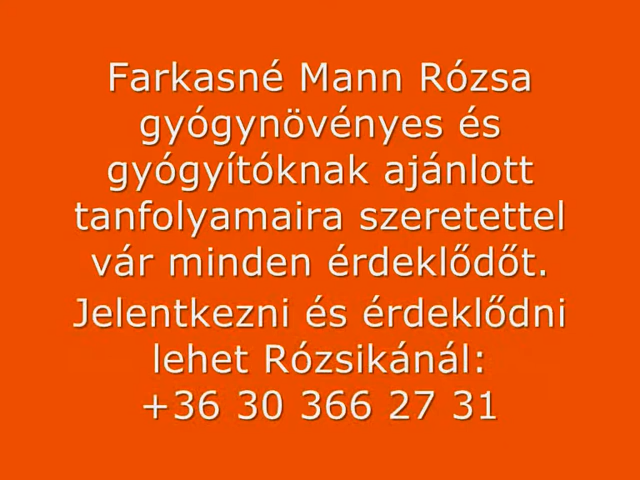 Farkasné Mann Rózsa
gyógynövényes és
gyógyítóknak ajánlott
tanfolyamaira szeretettel
vár minden érdeklődőt.
Jelentkezni és érdeklődni
lehet Rózsikánál:
+36 30 366 27 31